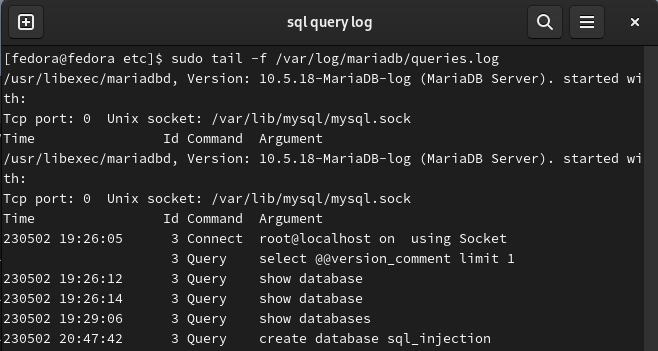 sql query log
[fedora@fedora etc]$ sudo tail -f /var/log/mariadb/queries.log
/usr/libexec/mariadbd, Version: 10.5.18-MariaDB-log (MariaDB Server). started wi
th:
Tcp port: 0  Unix socket: /var/lib/mysql/mysql.sock
Time                Id Command  Argument
/usr/libexec/mariadbd, Version: 10.5.18-MariaDB-log (MariaDB Server). started wi
th:
Tcp port: 0  Unix socket: /var/lib/mysql/mysql.sock
Time                Id Command  Argument
230502 19:26:05      3 Connect  root@localhost on  using Socket
                     3 Query    select @@version_comment limit 1
230502 19:26:12      3 Query    show database
230502 19:26:14      3 Query    show databases
230502 19:29:06      3 Query    show databases
230502 20:47:42      3 Query    create database sql_injection